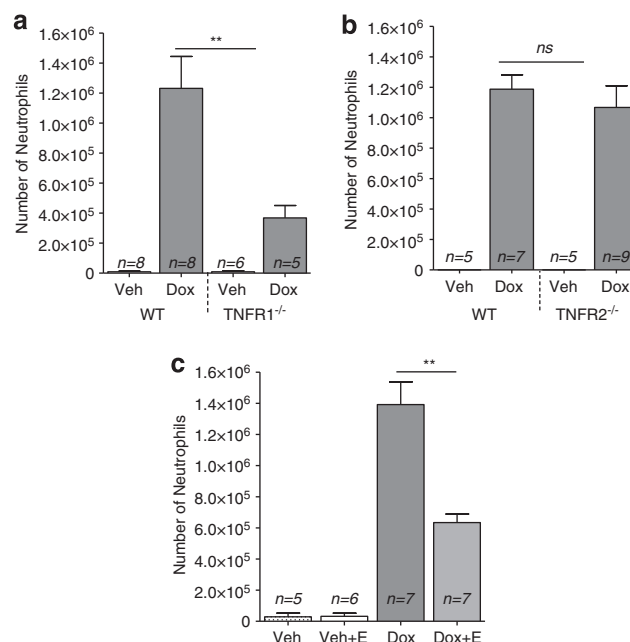 a
Number of Neutrophils
1.6×10⁶
1.4×10⁶
1.2×10⁶
1.0×10⁶
8.0×10⁵
6.0×10⁵
4.0×10⁵
2.0×10⁵
0
**
n=8 n=8 n=6 n=5
Veh Dox Veh Dox
WT TNFR1⁻/⁻
b
Number of Neutrophils
1.6×10⁶
1.4×10⁶
1.2×10⁶
1.0×10⁶
8.0×10⁵
6.0×10⁵
4.0×10⁵
2.0×10⁵
0
ns
n=5 n=7 n=5 n=9
Veh Dox Veh Dox
WT TNFR2⁻/⁻
c
Number of Neutrophils
1.6×10⁶
1.4×10⁶
1.2×10⁶
1.0×10⁶
8.0×10⁵
6.0×10⁵
4.0×10⁵
2.0×10⁵
0
**
n=5 n=6 n=7 n=7
Veh Veh+E Dox Dox+E